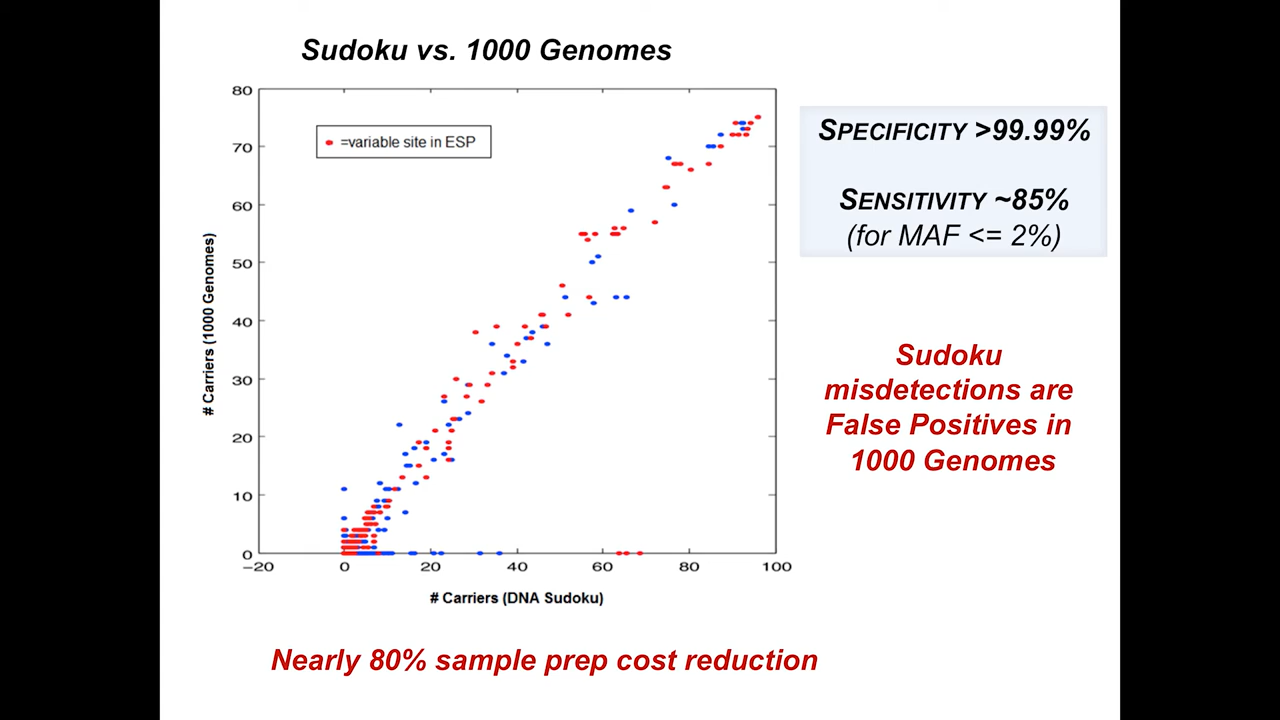 Sudoku vs. 1000 Genomes
80
70
60
50
40
30
20
10
0
−20
0
20
40
60
80
100
# Carriers (1000 Genomes)
# Carriers (DNA Sudoku)
=variable site in ESP
SPECIFICITY >99.99%
SENSITIVITY ~85%
(for MAF <= 2%)
Sudoku
misdetections are
False Positives in
1000 Genomes
Nearly 80% sample prep cost reduction